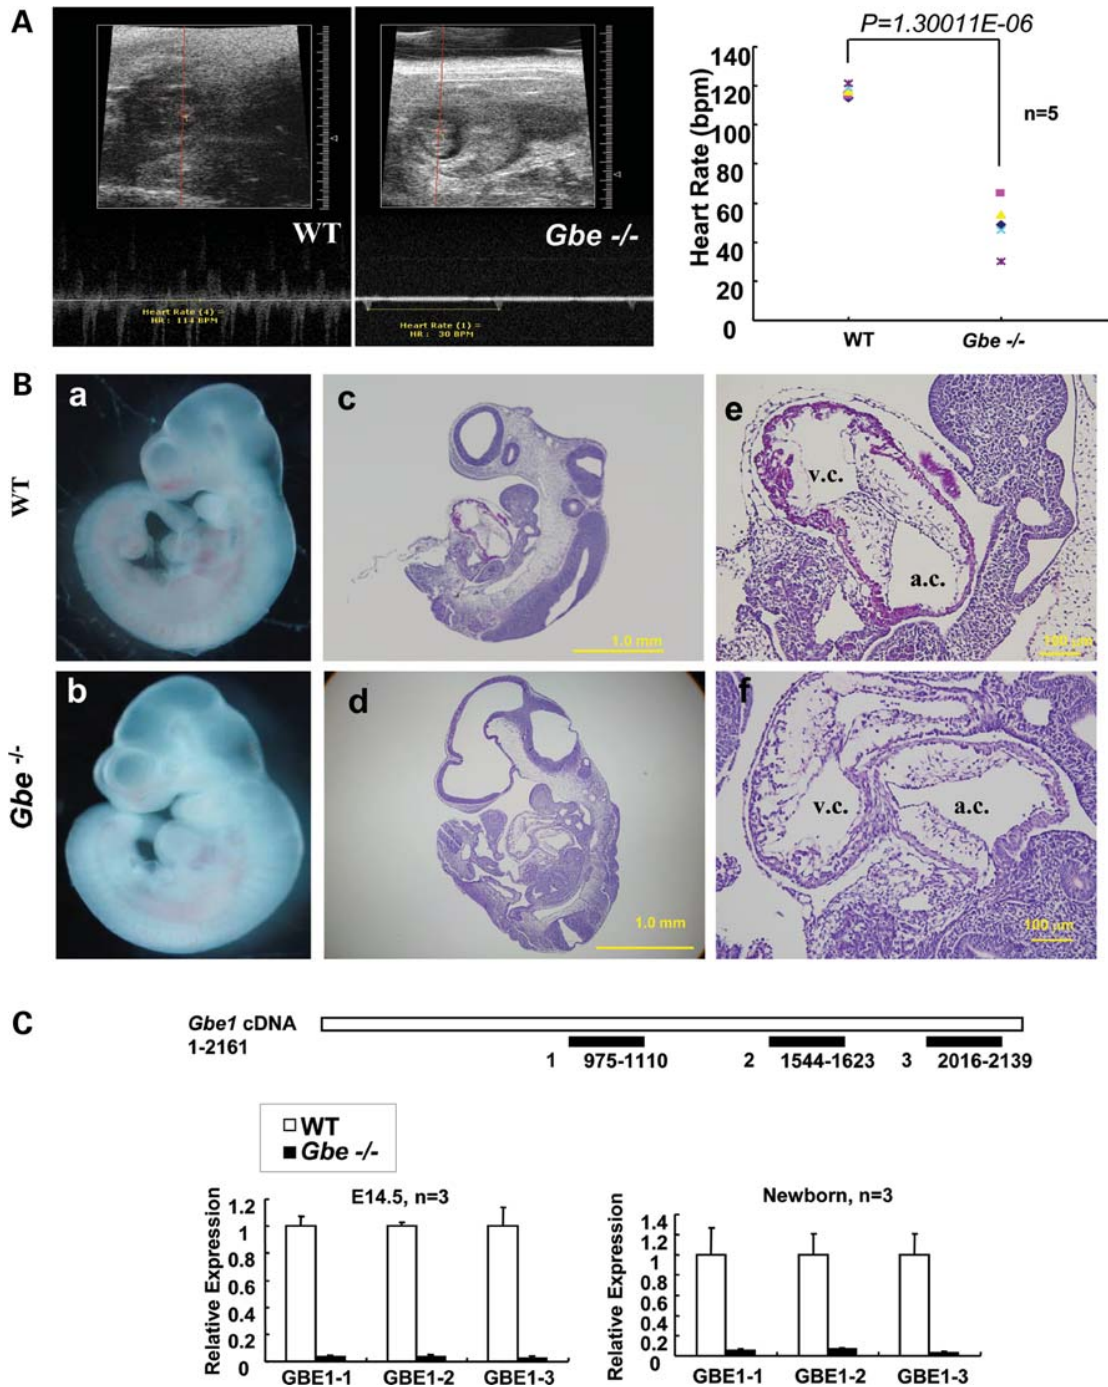 A
WT
Heart Rate (4) =
HR : 114 BPM
Gbe -/-
Heart Rate (1) =
HR : 30 BPM
P=1.30011E-06
n=5
Heart Rate (bpm)
140
120
100
80
60
40
20
0
WT
Gbe -/-
B
WT
a
c
1.0 mm
e
v.c.
a.c.
100 µm
Gbe -/-
b
d
1.0 mm
f
v.c.
a.c.
100 µm
C
Gbe1 cDNA
1-2161
1 975-1110 2 1544-1623 3 2016-2139
WT
Gbe -/-
E14.5, n=3
Relative Expression
1.2
1
0.8
0.6
0.4
0.2
0
GBE1-1 GBE1-2 GBE1-3
Newborn, n=3
Relative Expression
1.4
1.2
1
0.8
0.6
0.4
0.2
0
GBE1-1 GBE1-2 GBE1-3